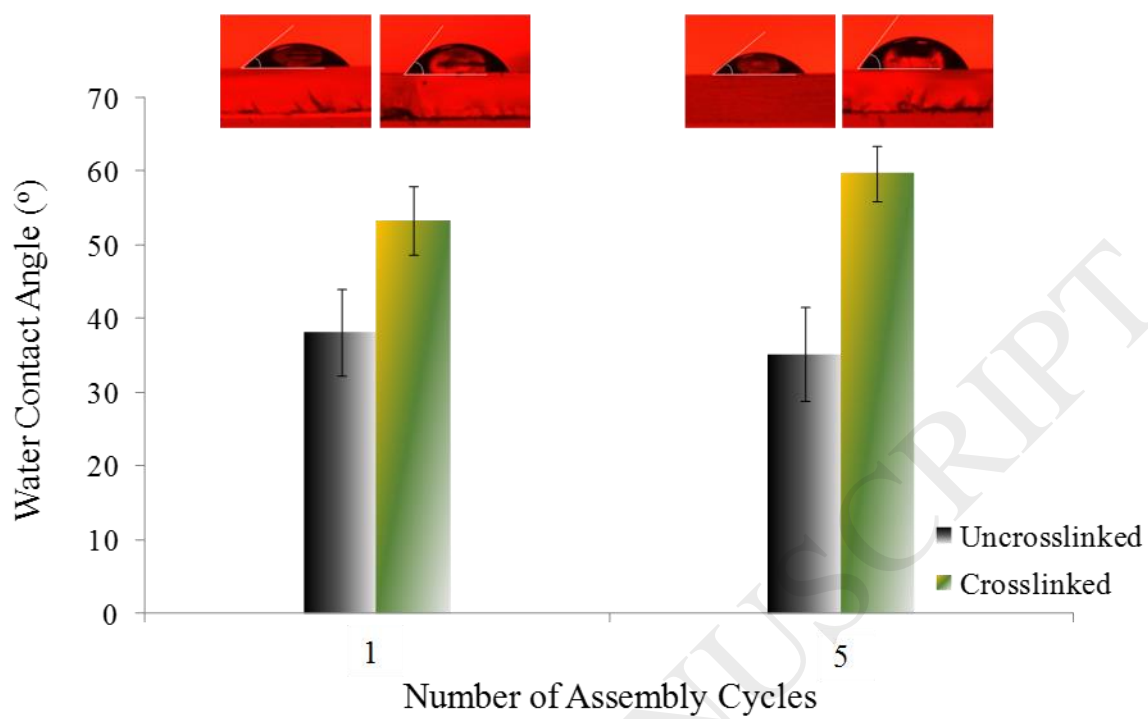 70
60
50
40
30
20
10
0
Water Contact Angle (º)
Uncrosslinked
Crosslinked
1
5
Number of Assembly Cycles
NUSCRIPT